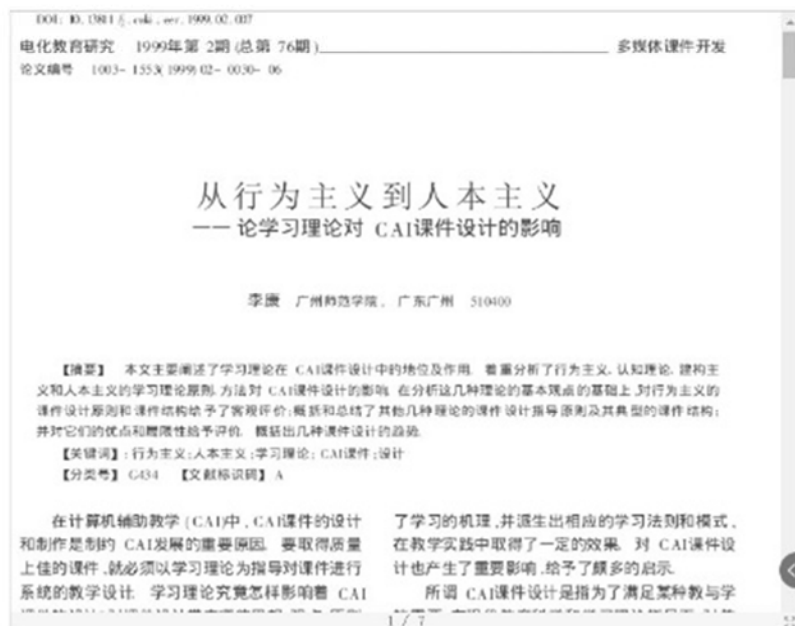 DOI: 10.13811/j.cnki.eer.1999.02.007
电化教育研究 1999年第2期(总第76期) 多媒体课件开发
论文编号 1003-1553(1999)02-0030-06
从行为主义到人本主义
——论学习理论对 CAI课件设计的影响
李康 广州师范学院, 广东广州 510400
【摘要】 本文主要阐述了学习理论在 CAI课件设计中的地位及作用. 着重分析了行为主义、认知理论、建构主
义和人本主义的学习理论原则、方法对 CAI课件设计的影响. 在分析这几种理论的基本观点的基础上,对行为主义的
课件设计原则和课件结构给予了客观评价;概括和总结了其他几种理论的课件设计指导原则及其典型的课件结构;
并对它们的优点和局限性给予评价. 概括出几种课件设计的趋势.
【关键词】:行为主义;人本主义;学习理论; CAI课件;设计
【分类号】 G434 【文献标识码】 A
在计算机辅助教学 (CAI)中, CAI课件的设计
和制作是制约 CAI发展的重要原因. 要取得质量
上佳的课件,就必须以学习理论为指导对课件进行
系统的教学设计. 学习理论究竟怎样影响着 CAI
了学习的机理,并派生出相应的学习法则和模式,
在教学实践中取得了一定的效果. 对 CAI课件设
计也产生了重要影响,给予了颇多的启示.
所谓 CAI课件设计是指为了满足某种教与学
1 / 7